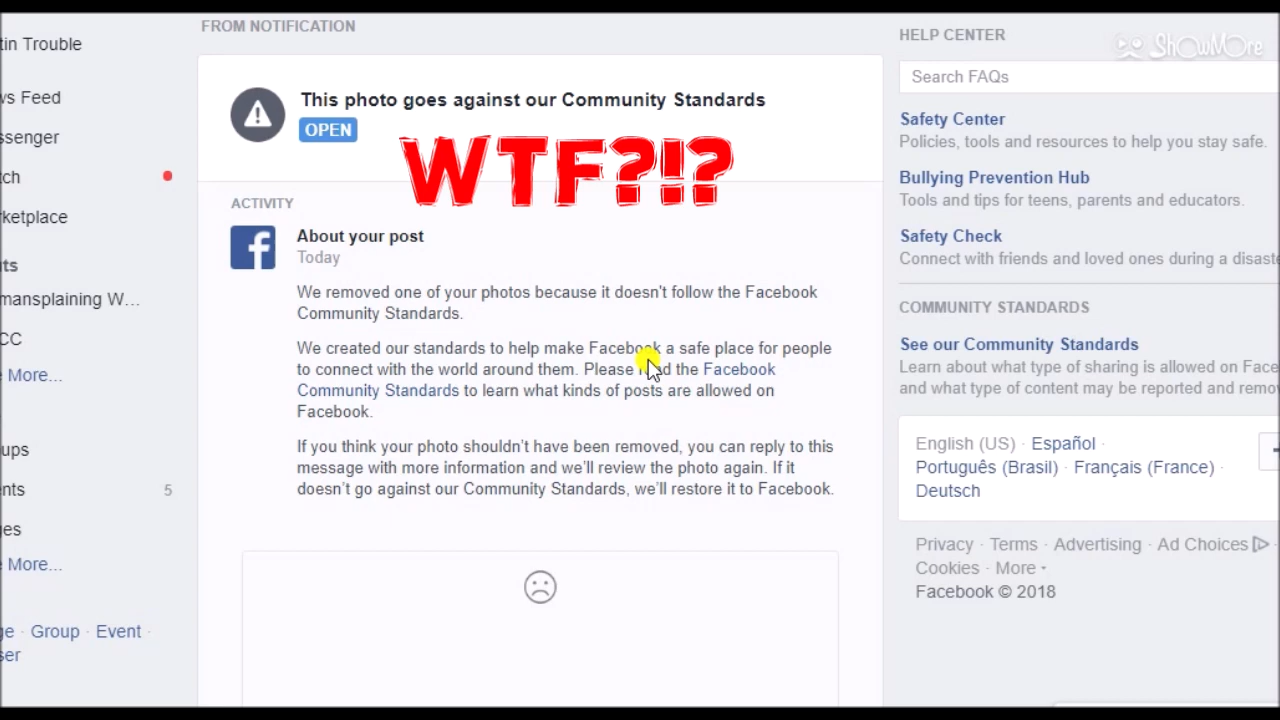 FROM NOTIFICATION
This photo goes against our Community Standards
OPEN
WTF?!?
ACTIVITY
About your post
Today
We removed one of your photos because it doesn't follow the Facebook
Community Standards.
We created our standards to help make Facebook a safe place for people
to connect with the world around them. Please read the Facebook
Community Standards to learn what kinds of posts are allowed on
Facebook.
If you think your photo shouldn't have been removed, you can reply to this
message with more information and we'll review the photo again. If it
doesn't go against our Community Standards, we'll restore it to Facebook.
tin Trouble
ws Feed
ssenger
tch
rketplace
uts
mansplaining W...
CC
More...
ups
nts 5
ges
More...
ge · Group · Event ·
ser
HELP CENTER
ShowMore
Search FAQs
Safety Center
Policies, tools and resources to help you stay safe.
Bullying Prevention Hub
Tools and tips for teens, parents and educators.
Safety Check
Connect with friends and loved ones during a disaste
COMMUNITY STANDARDS
See our Community Standards
Learn about what type of sharing is allowed on Face
and what type of content may be reported and remo
English (US) · Español ·
Português (Brasil) · Français (France) ·
Deutsch
Privacy · Terms · Advertising · Ad Choices ·
Cookies · More
Facebook © 2018